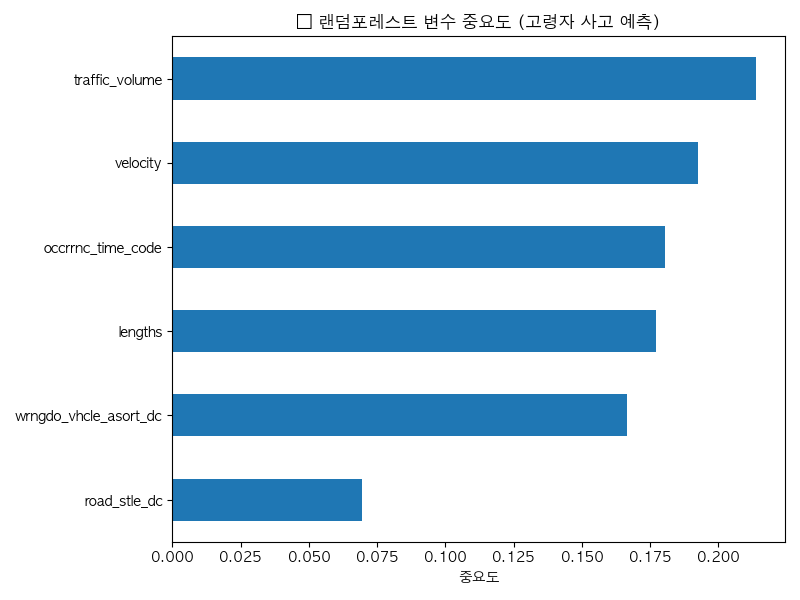 □ 랜덤포레스트 변수 중요도 (고령자 사고 예측)
traffic_volume
velocity
occrrnc_time_code
lengths
wrngdo_vhcle_asort_dc
road_stle_dc
0.000 0.025 0.050 0.075 0.100 0.125 0.150 0.175 0.200
중요도